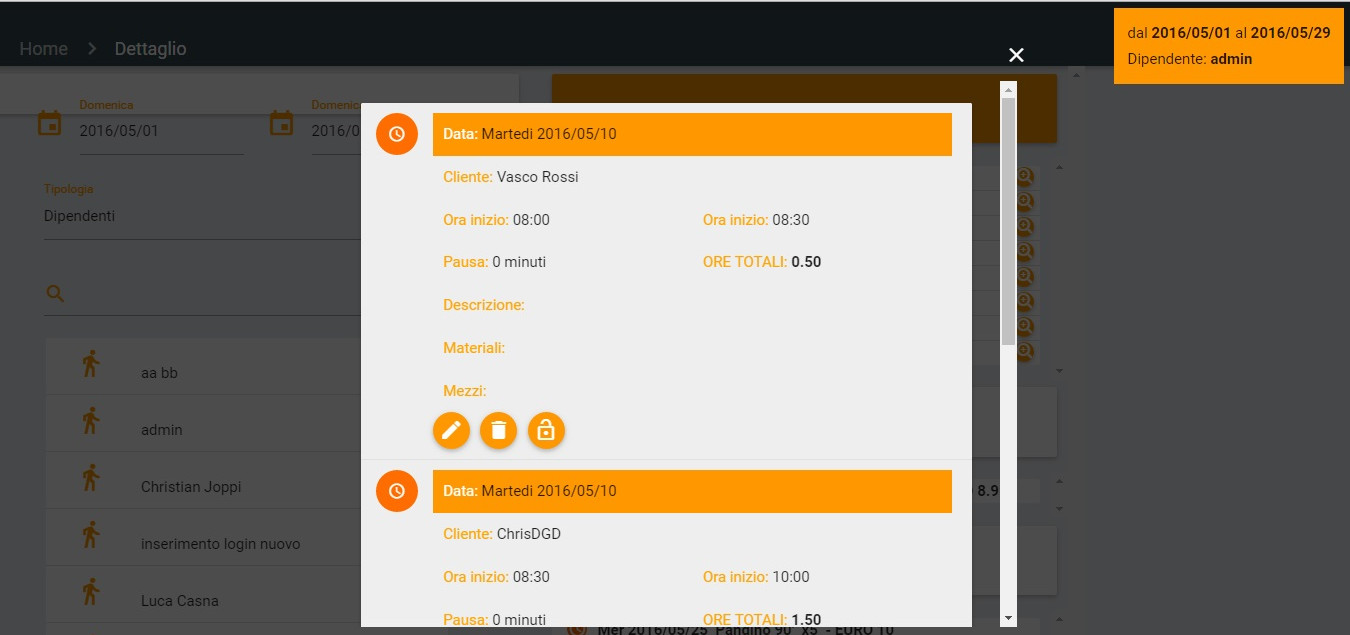 Home > Dettaglio
dal 2016/05/01 al 2016/05/29
Dipendente: admin
Domenica
2016/05/01
Domenic
2016/0
Tipologia
Dipendenti
aa bb
admin
Christian Joppi
inserimento login nuovo
Luca Casna
Data: Martedi 2016/05/10
Cliente: Vasco Rossi
Ora inizio: 08:00 Ora inizio: 08:30
Pausa: 0 minuti ORE TOTALI: 0.50
Descrizione:
Materiali:
Mezzi:
Data: Martedi 2016/05/10
Cliente: ChrisDGD
Ora inizio: 08:30 Ora inizio: 10:00
Pausa: 0 minuti ORE TOTALI: 1.50
8.9
Mer 2016/05/25 Pandino 90 x5 - EURO 10